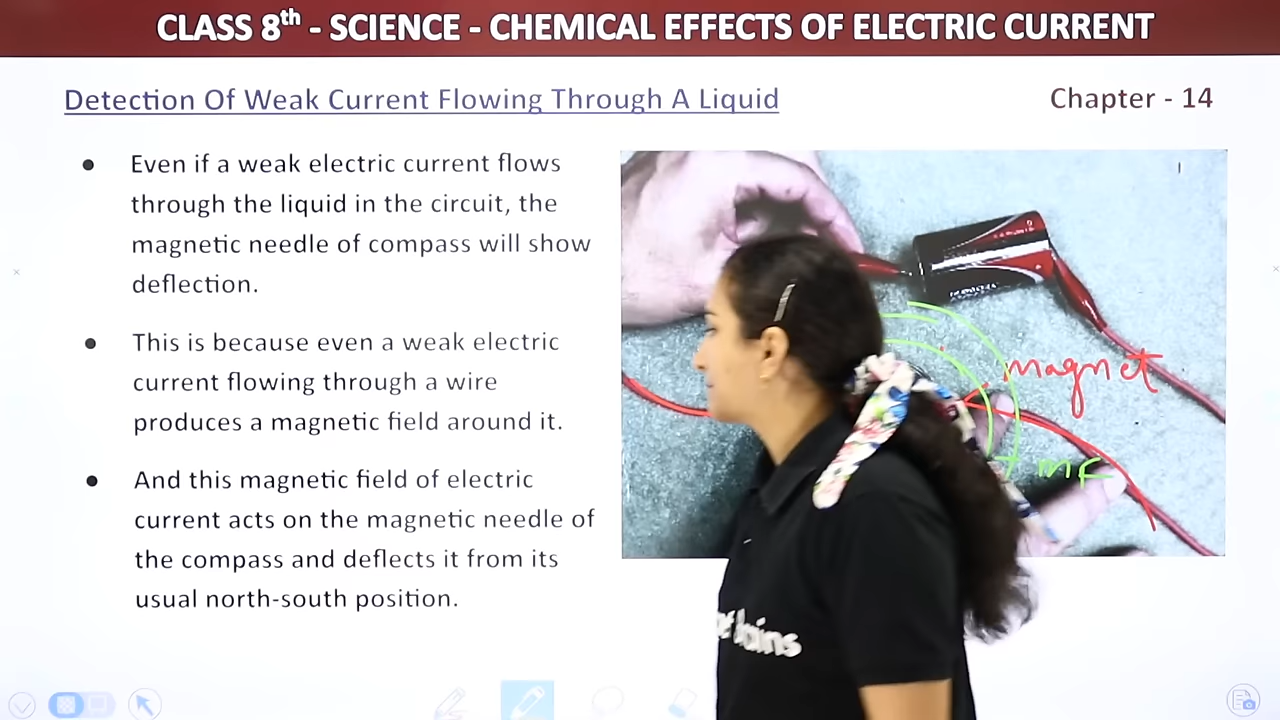 CLASS 8th - SCIENCE - CHEMICAL EFFECTS OF ELECTRIC CURRENT
Detection Of Weak Current Flowing Through A Liquid
Chapter - 14
Even if a weak electric current flows
through the liquid in the circuit, the
magnetic needle of compass will show
deflection.
This is because even a weak electric
current flowing through a wire
produces a magnetic field around it.
And this magnetic field of electric
current acts on the magnetic needle of
the compass and deflects it from its
usual north-south position.
magnet
MF